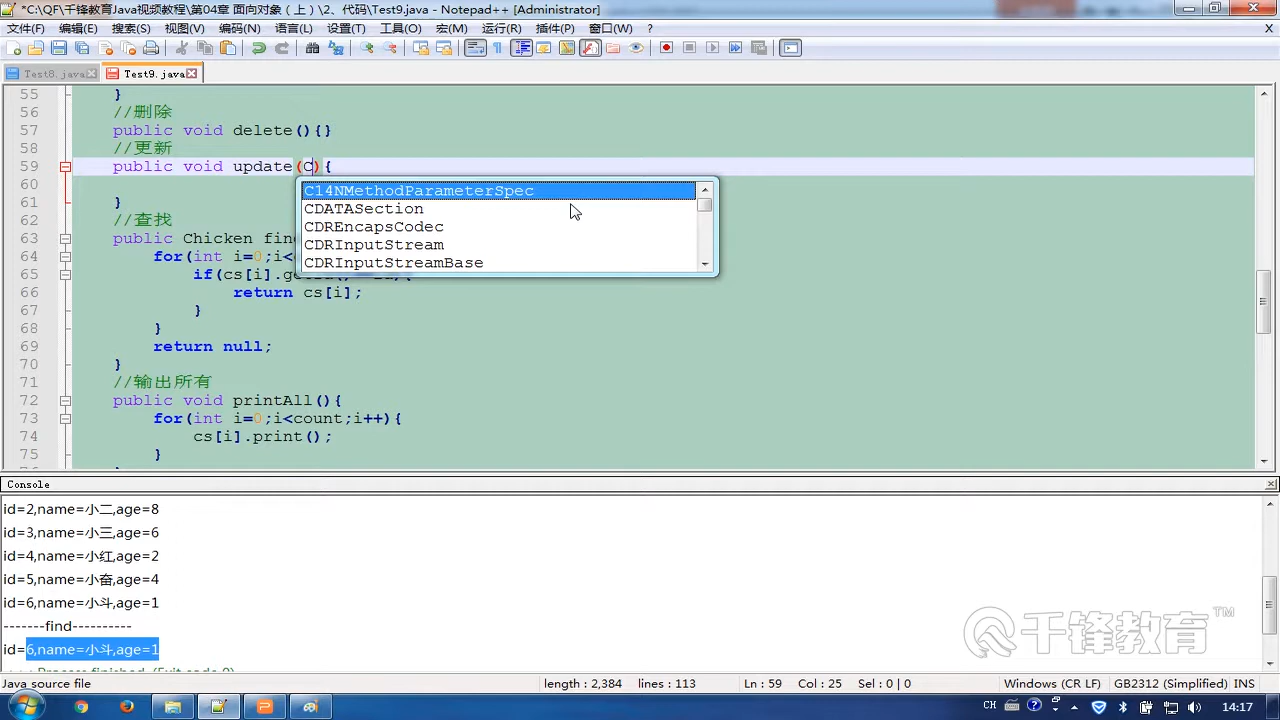 *C:\QF\千锋教育Java视频教程\第04章 面向对象（上）\2、代码\Test9.java - Notepad++ [Administrator]
文件(F) 编辑(E) 搜索(S) 视图(V) 编码(N) 语言(L) 设置(T) 工具(O) 宏(M) 运行(R) 插件(P) 窗口(W) ? X
Test8.java Test9.java
55 }
56 //删除
57 public void delete(){}
58 //更新
59 public void update(C){
60
61 }
62 //查找
63 public Chicken fin
64 for(int i=0;i<
65 if(cs[i].
66 return cs[i];
67 }
68 }
69 return null;
70 }
71 //输出所有
72 public void printAll(){
73 for(int i=0;i<count;i++){
74 cs[i].print();
75 }
C14NMethodParameterSpec
CDATASection
CDREncapsCodec
CDRInputStream
CDRInputStreamBase
Console
id=2,name=小二,age=8
id=3,name=小三,age=6
id=4,name=小红,age=2
id=5,name=小奋,age=4
id=6,name=小斗,age=1
-------find----------
id=6,name=小斗,age=1
千锋教育™
Java source file length : 2,384 lines : 113 Ln : 59 Col : 25 Sel : 0 | 0 Windows (CR LF) GB2312 (Simplified) INS
CH 14:17